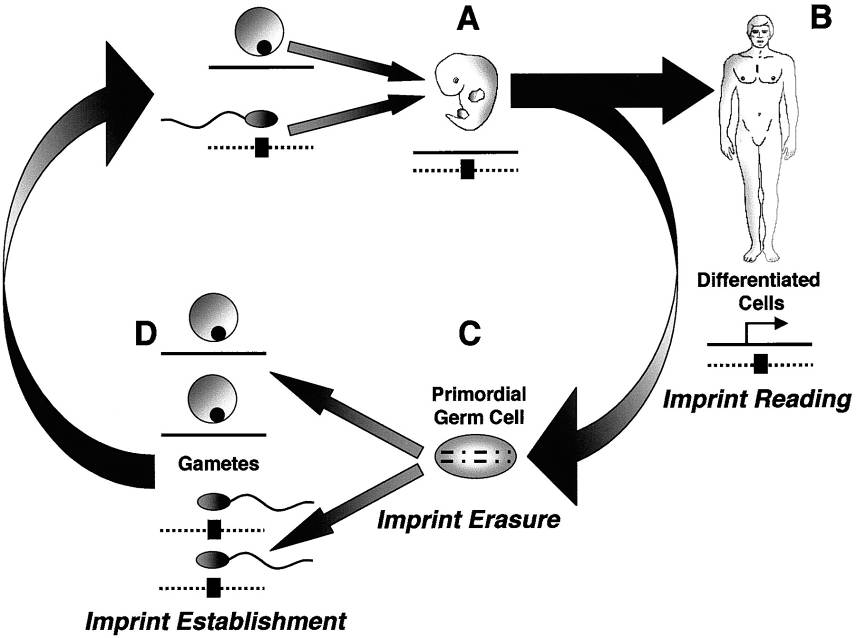 A
B
Differentiated
Cells
Imprint Reading
D
C
Primordial
Germ Cell
Gametes
Imprint Erasure
Imprint Establishment